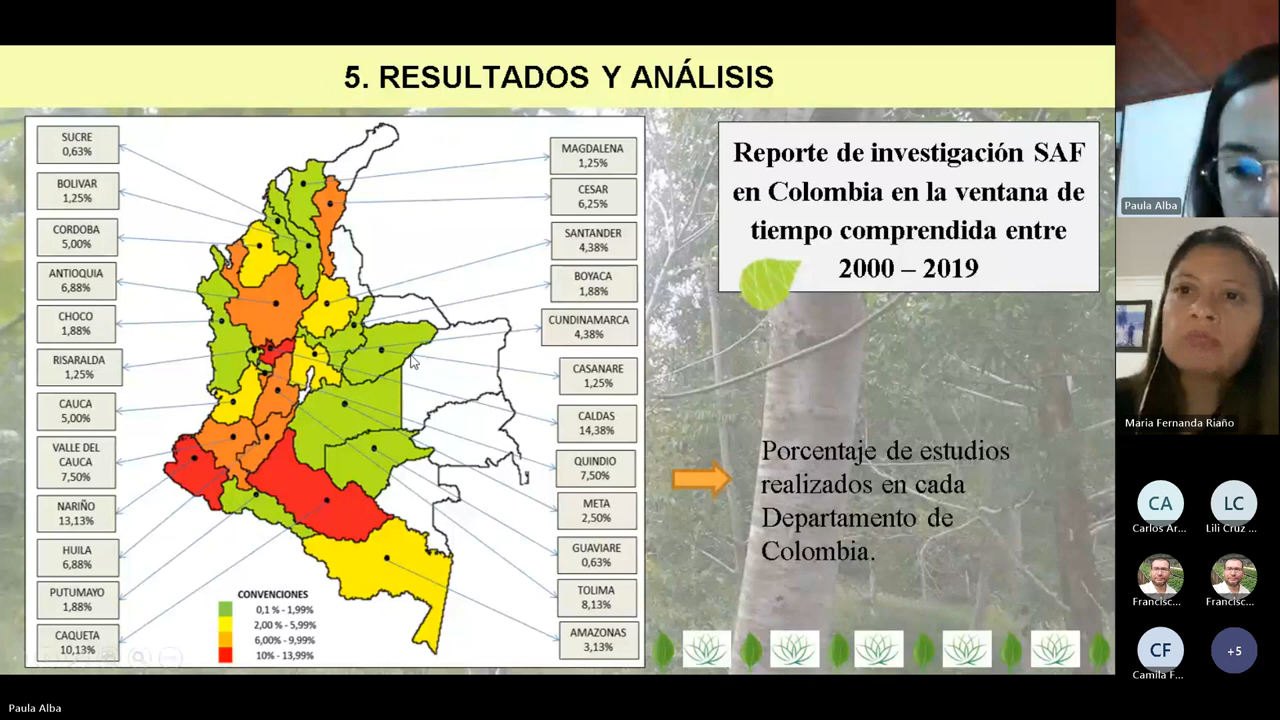 5. RESULTADOS Y ANÁLISIS
SUCRE
0,63%
BOLIVAR
1,25%
CORDOBA
5,00%
ANTIOQUIA
6,88%
CHOCO
1,88%
RISARALDA
1,25%
CAUCA
5,00%
VALLE DEL
CAUCA
7,50%
NARIÑO
13,13%
HUILA
6,88%
PUTUMAYO
1,88%
CAQUETA
10,13%
MAGDALENA
1,25%
CESAR
6,25%
SANTANDER
4,38%
BOYACA
1,88%
CUNDINAMARCA
4,38%
CASANARE
1,25%
CALDAS
14,38%
QUINDIO
7,50%
META
2,50%
GUAVIARE
0,63%
TOLIMA
8,13%
AMAZONAS
3,13%
CONVENCIONES
0,1 % - 1,99%
2,00 % - 5,99%
6,00% - 9,99%
10% - 13,99%
Reporte de investigación SAF
en Colombia en la ventana de
tiempo comprendida entre
2000 – 2019
Porcentaje de estudios
realizados en cada
Departamento de
Colombia.
Paula Alba
Maria Fernanda Riaño
CA
LC
Carlos Ar...
Lili Cruz ...
Francisc...
Francisc...
CF
+5
Camila F...
Paula Alba